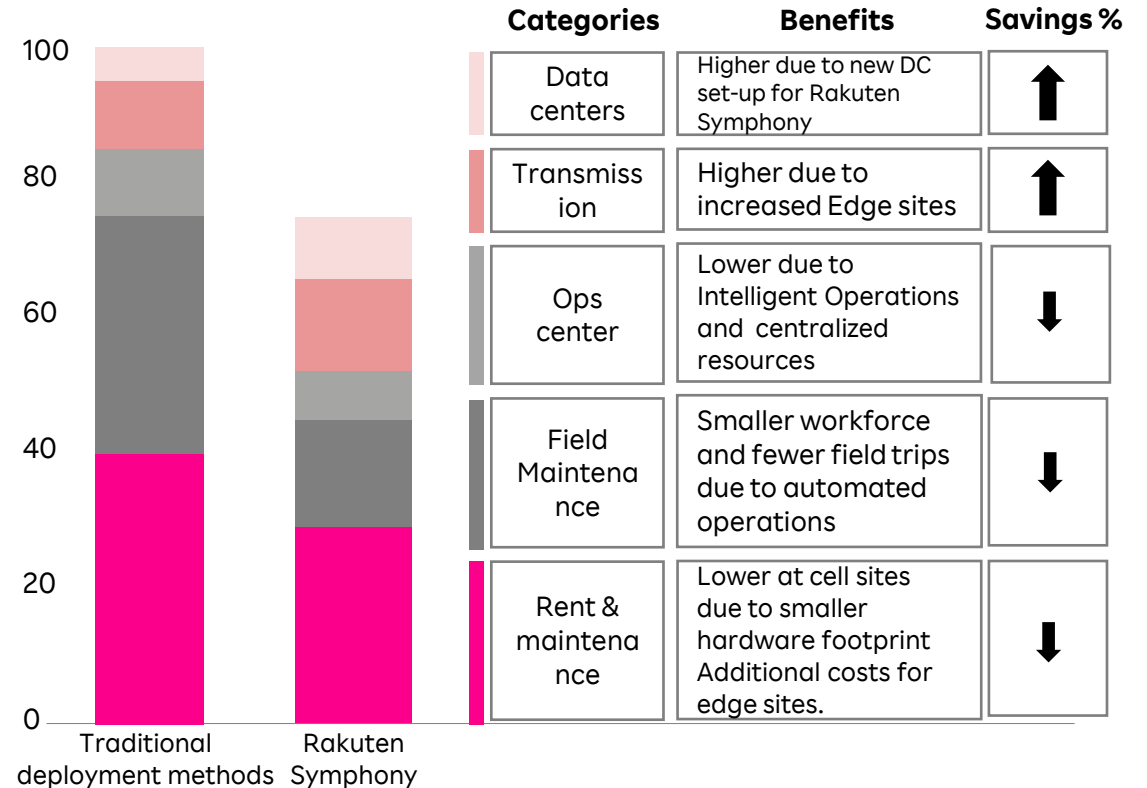 Categories
Benefits
Savings %
100
80
60
40
20
0
Traditional
deployment methods
Rakuten
Symphony
Data
centers
Higher due to new DC
set-up for Rakuten
Symphony
Transmiss
ion
Higher due to
increased Edge sites
Ops
center
Lower due to
Intelligent Operations
and centralized
resources
Field
Maintena
nce
Smaller workforce
and fewer field trips
due to automated
operations
Rent &
maintena
nce
Lower at cell sites
due to smaller
hardware footprint
Additional costs for
edge sites.